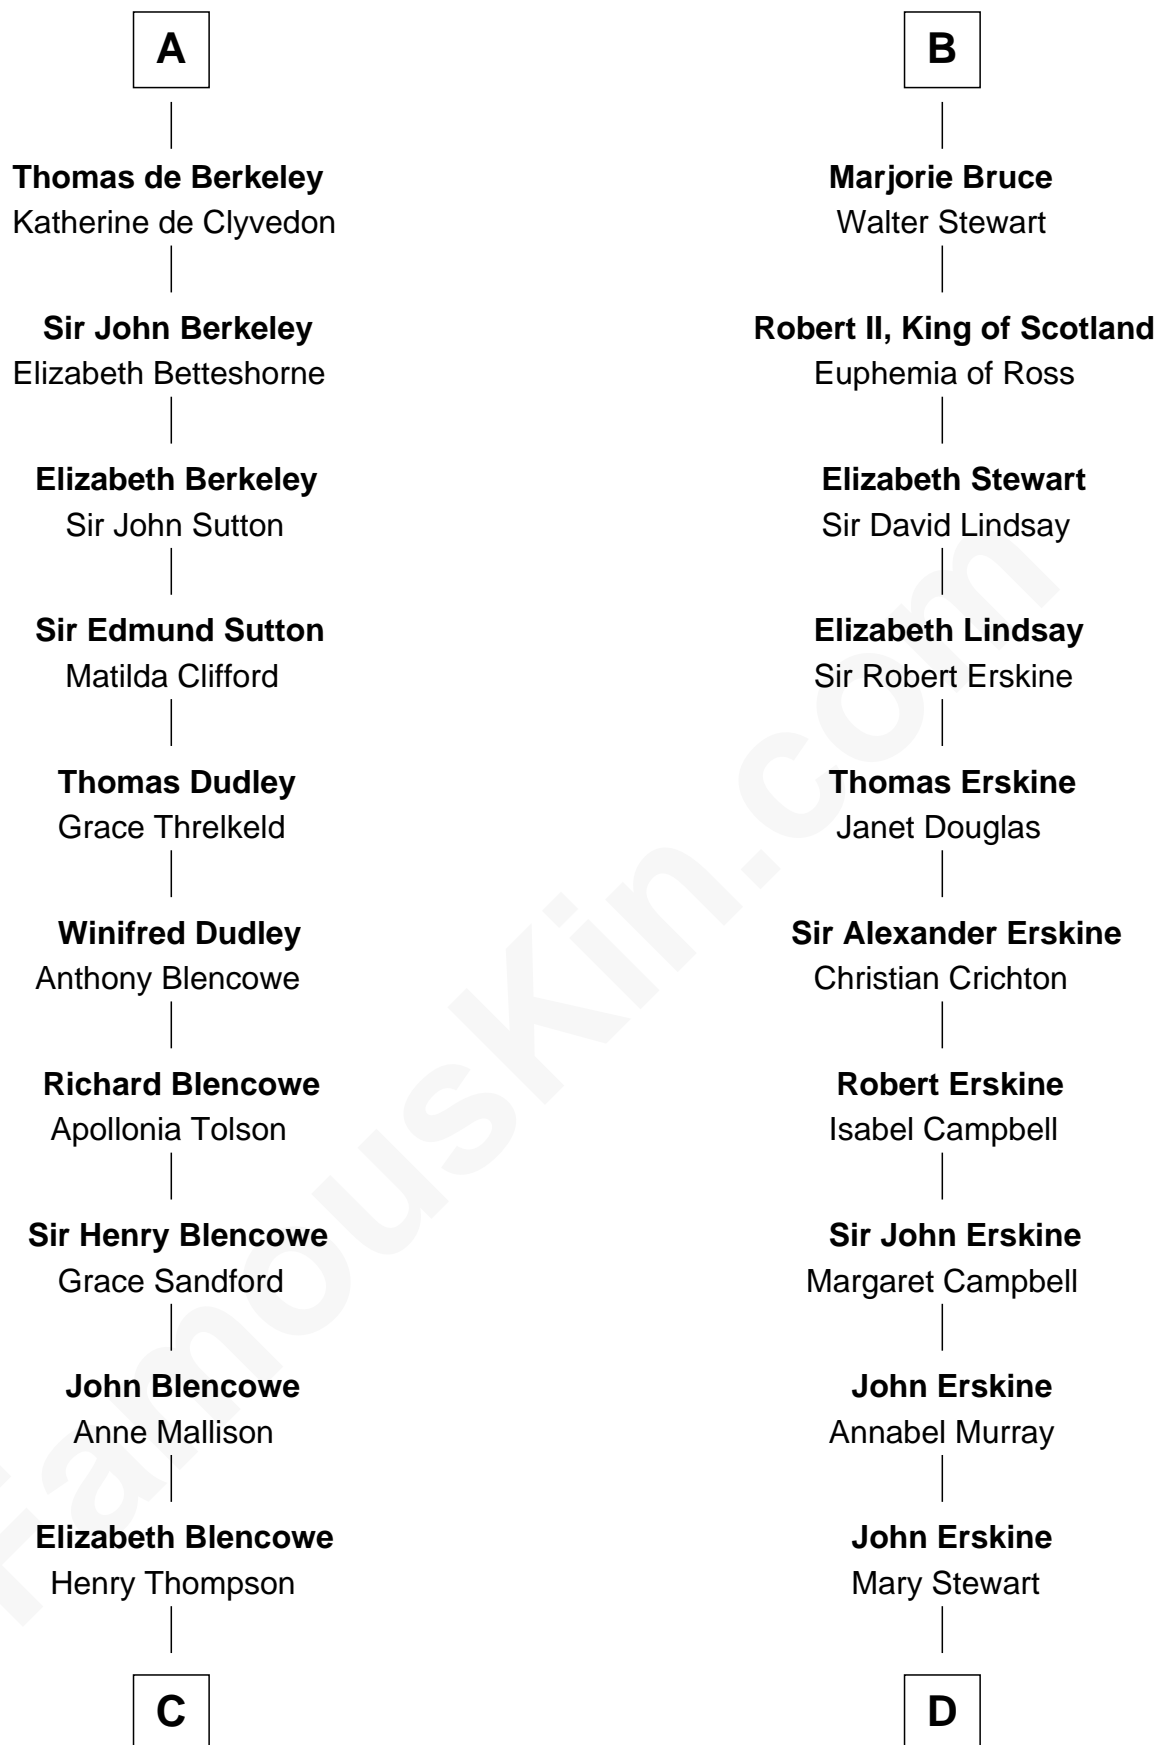 A
Thomas de Berkeley
Katherine de Clyvedon
Sir John Berkeley
Elizabeth Betteshorne
Elizabeth Berkeley
Sir John Sutton
Sir Edmund Sutton
Matilda Clifford
Thomas Dudley
Grace Threlkeld
Winifred Dudley
Anthony Blencowe
Richard Blencowe
Apollonia Tolson
Sir Henry Blencowe
Grace Sandford
John Blencowe
Anne Mallison
Elizabeth Blencowe
Henry Thompson
C
B
Marjorie Bruce
Walter Stewart
Robert II, King of Scotland
Euphemia of Ross
Elizabeth Stewart
Sir David Lindsay
Elizabeth Lindsay
Sir Robert Erskine
Thomas Erskine
Janet Douglas
Sir Alexander Erskine
Christian Crichton
Robert Erskine
Isabel Campbell
Sir John Erskine
Margaret Campbell
John Erskine
Annabel Murray
John Erskine
Mary Stewart
D
FamousKin.com